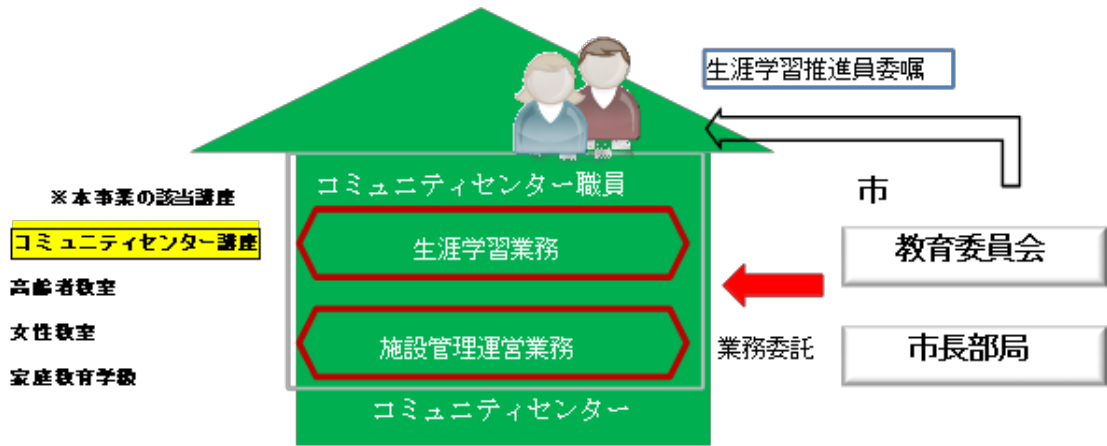 生涯学習推進員委嘱
コミュニティセンター職員
市
※本事業の該当講座
コミュニティセンター講座
生涯学習業務
教育委員会
高齢者教室
女性教室
施設管理運営業務
業務委託
市長部局
家庭教育学級
コミュニティセンター